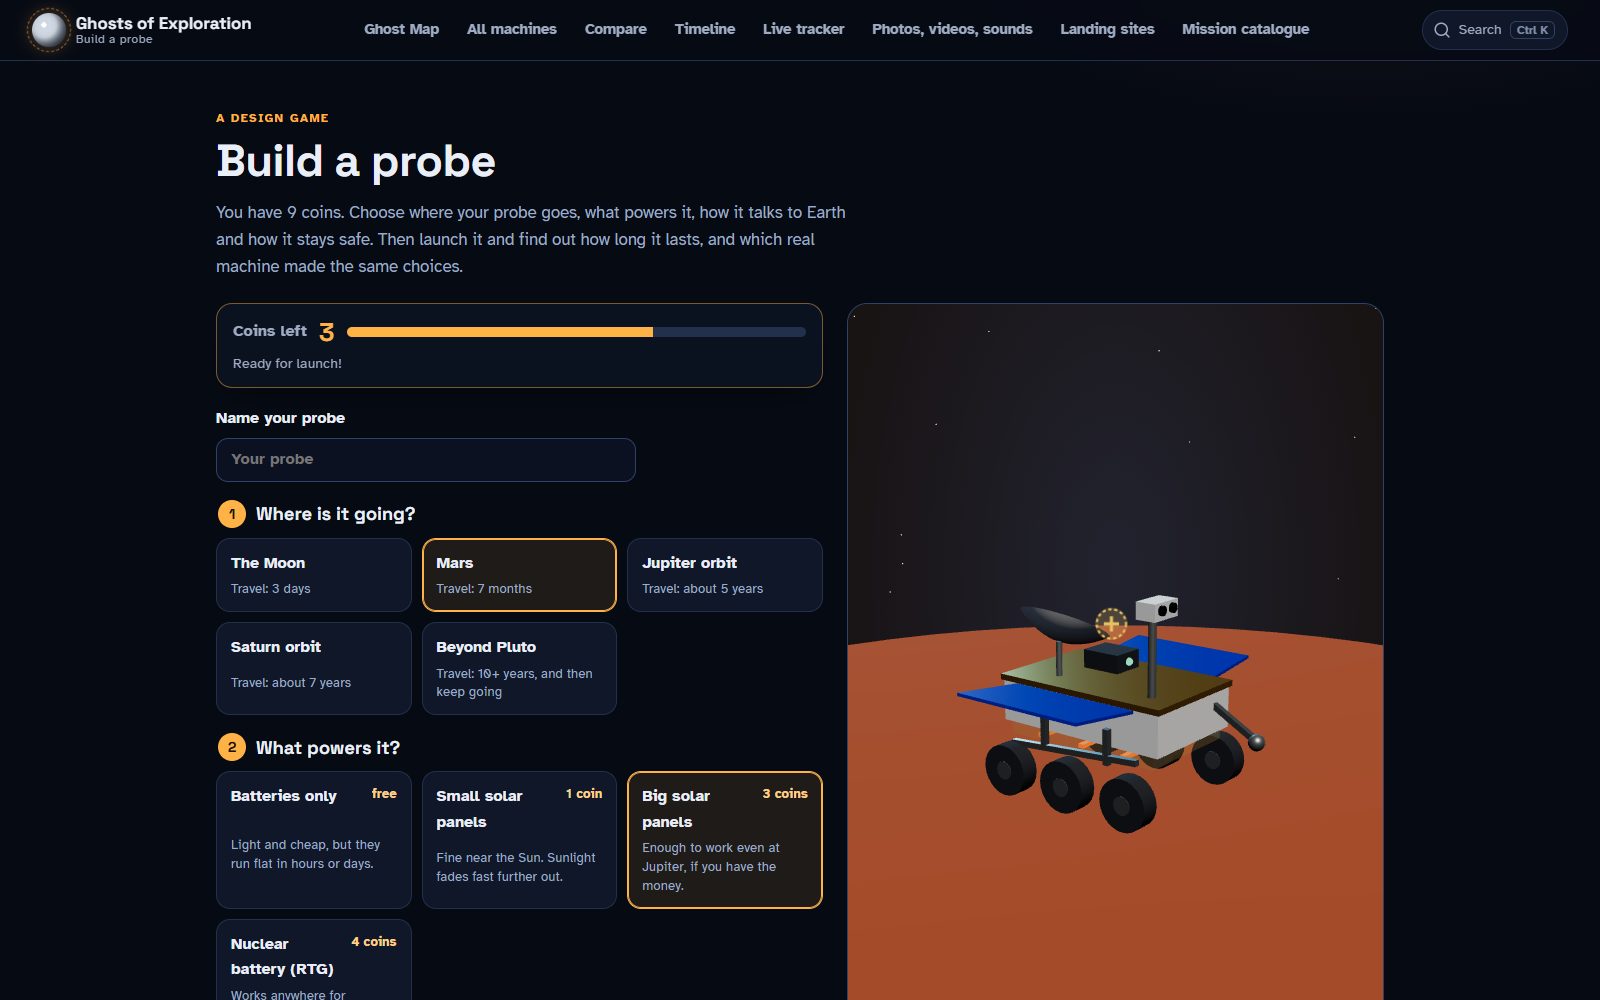 Ghosts of Exploration
Build a probe
Ghost Map
All machines
Compare
Timeline
Live tracker
Photos, videos, sounds
Landing sites
Mission catalogue
Search
Ctrl K
A DESIGN GAME
Build a probe
You have 9 coins. Choose where your probe goes, what powers it, how it talks to Earth
and how it stays safe. Then launch it and find out how long it lasts, and which real
machine made the same choices.
Coins left 3
Ready for launch!
Name your probe
Your probe
1 Where is it going?
The Moon
Travel: 3 days
Mars
Travel: 7 months
Jupiter orbit
Travel: about 5 years
Saturn orbit
Travel: about 7 years
Beyond Pluto
Travel: 10+ years, and then
keep going
2 What powers it?
Batteries only
free
Light and cheap, but they
run flat in hours or days.
Small solar
panels
1 coin
Fine near the Sun. Sunlight
fades fast further out.
Big solar
panels
3 coins
Enough to work even at
Jupiter, if you have the
money.
Nuclear
battery (RTG)
4 coins
Works anywhere for